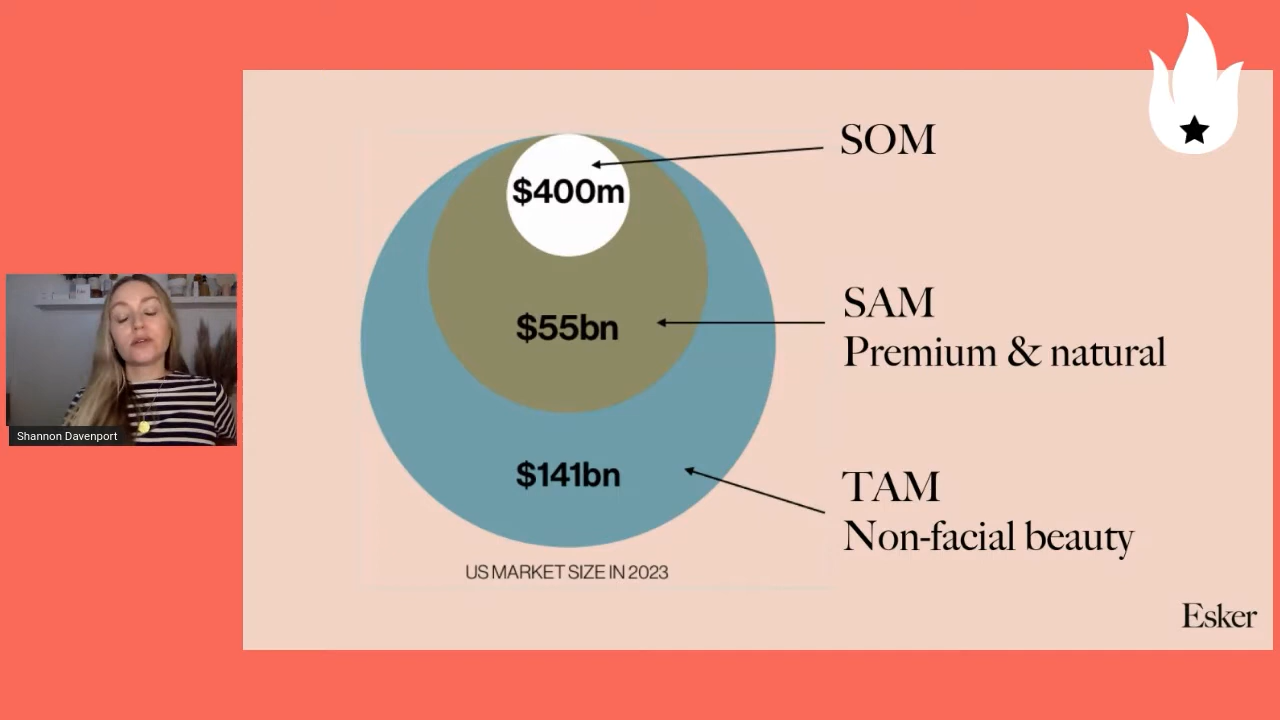 SOM
$400m
SAM
Premium & natural
$55bn
TAM
Non-facial beauty
$141bn
US MARKET SIZE IN 2023
Esker
Shannon Davenport